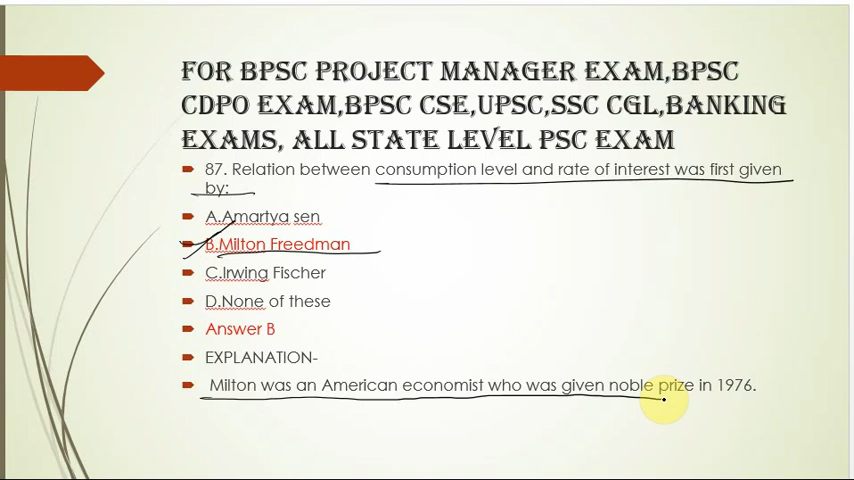 FOR BPSC PROJECT MANAGER EXAM,BPSC
CDPO EXAM,BPSC CSE,UPSC,SSC CGL,BANKING
EXAMS, ALL STATE LEVEL PSC EXAM
87. Relation between consumption level and rate of interest was first given
by:
A.Amartya sen
B.Milton Freedman
C.Irwing Fischer
D.None of these
Answer B
EXPLANATION-
Milton was an American economist who was given noble prize in 1976.